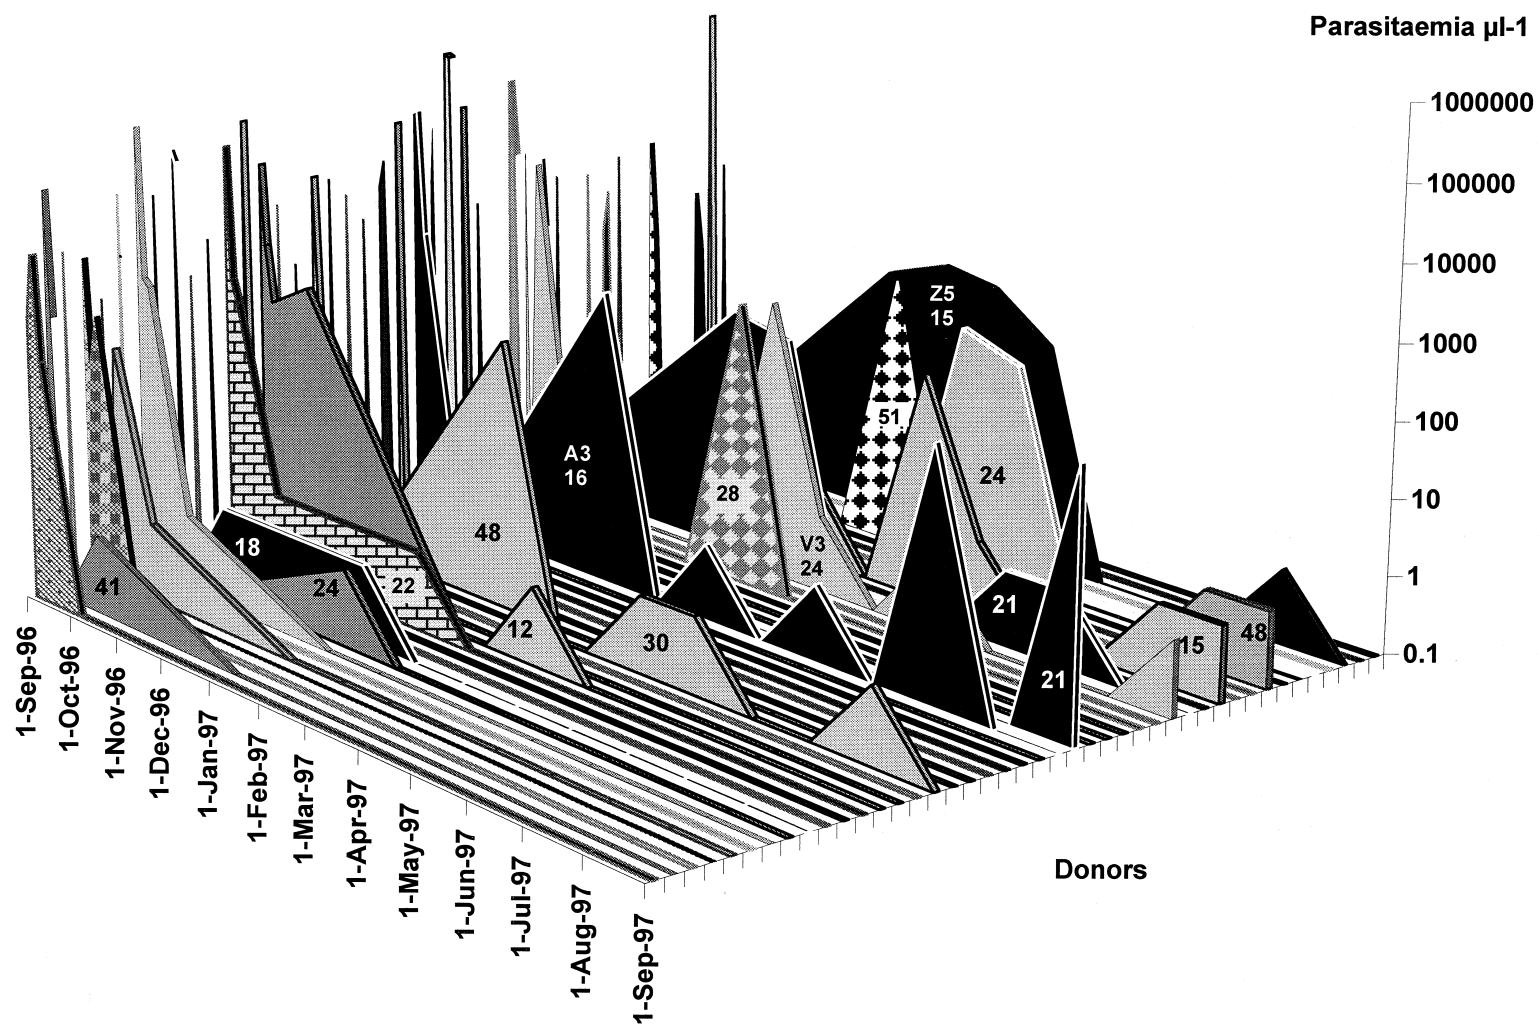 Parasitaemia µl-1
1000000
100000
10000
1000
100
10
1
0.1
Z5
15
51
24
A3
16
28
48
V3
24
18
41
24
22
12
30
21
21
15
48
1-Sep-96
1-Oct-96
1-Nov-96
1-Dec-96
1-Jan-97
1-Feb-97
1-Mar-97
1-Apr-97
1-May-97
1-Jun-97
1-Jul-97
1-Aug-97
1-Sep-97
Donors